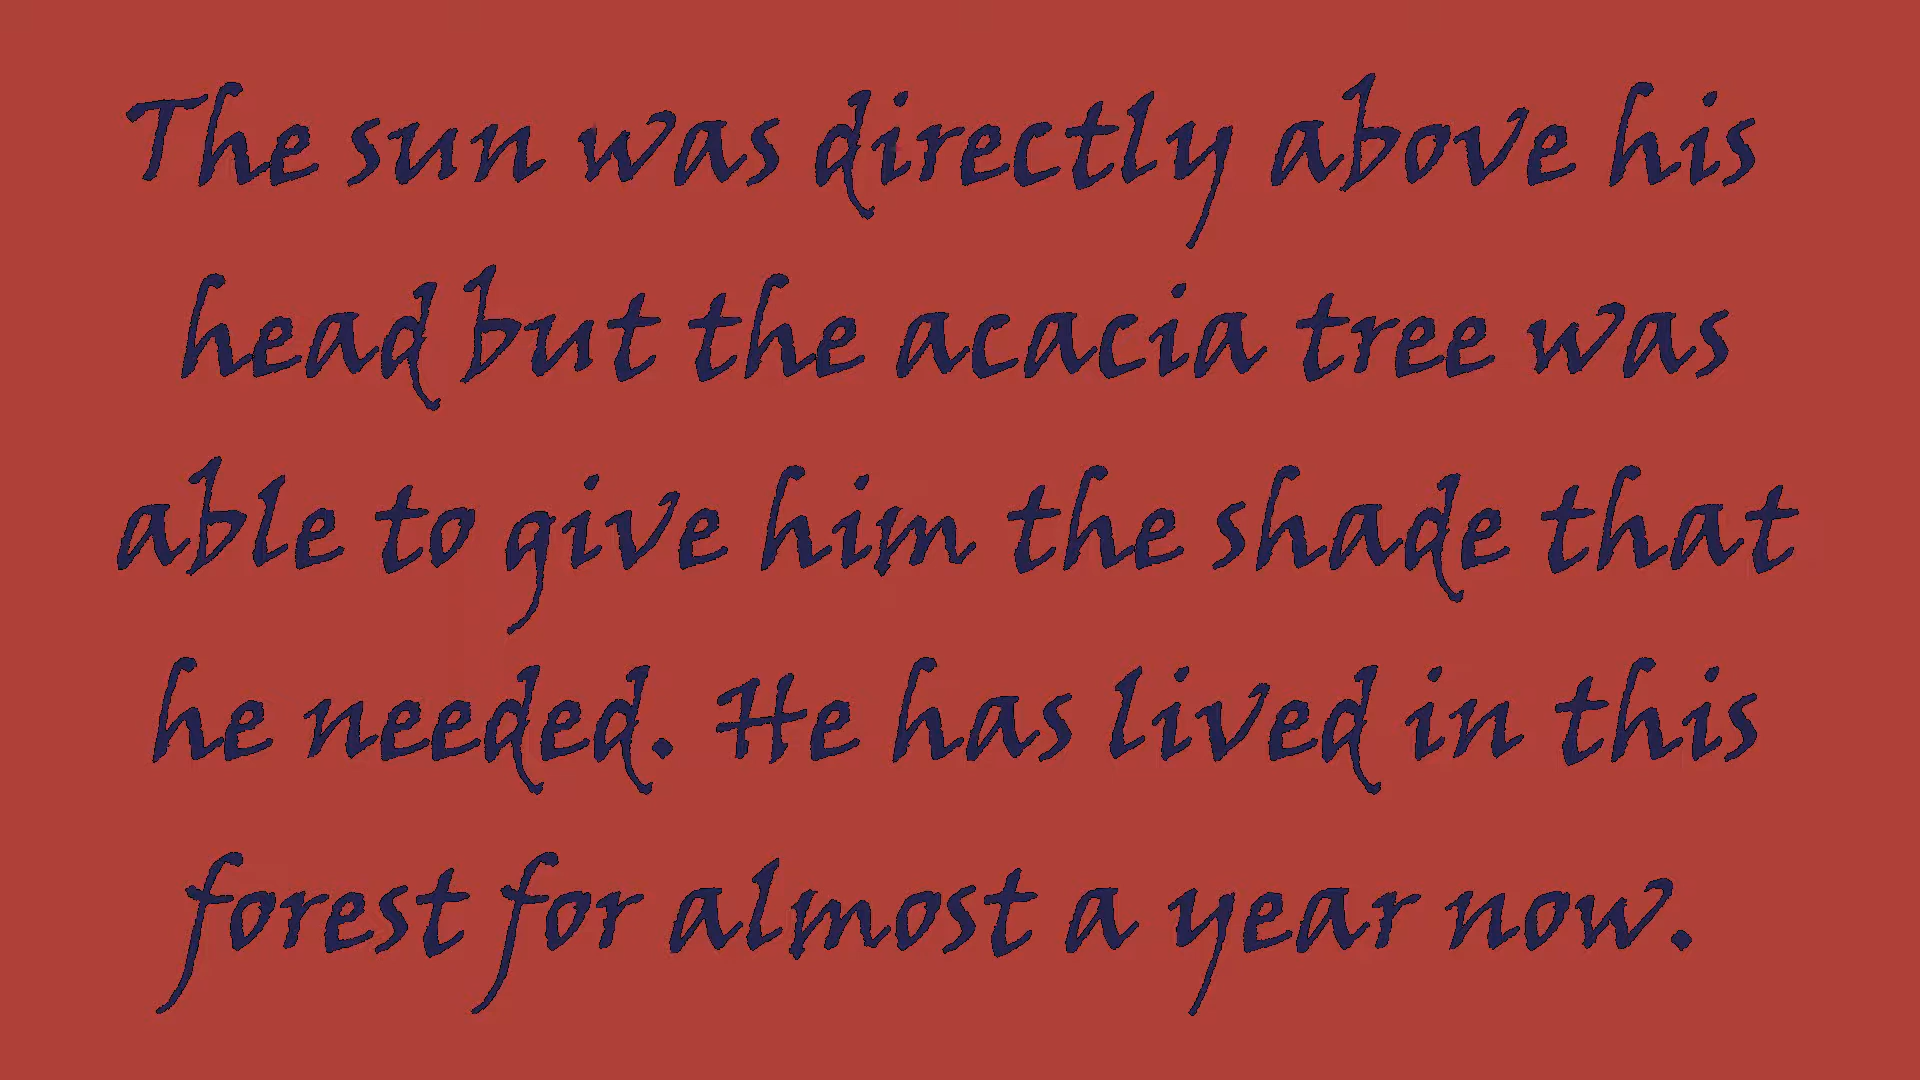 The sun was directly above his
head but the acacia tree was
able to give him the shade that
he needed. He has lived in this
forest for almost a year now.